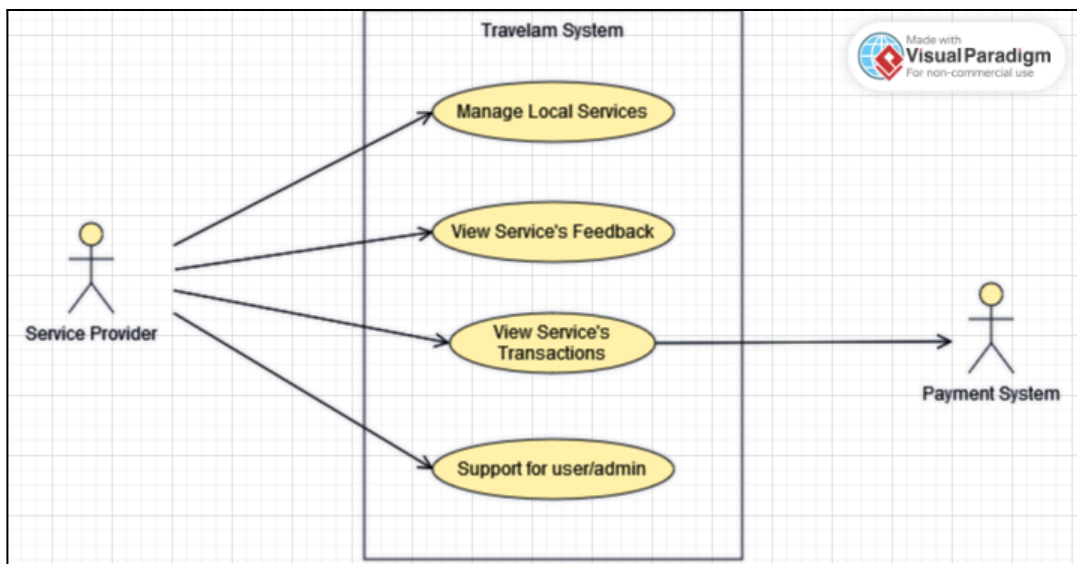 Travelam System
Made with
Visual Paradigm
For non-commercial use
Manage Local Services
View Service's Feedback
Service Provider
View Service's
Transactions
Payment System
Support for user/admin